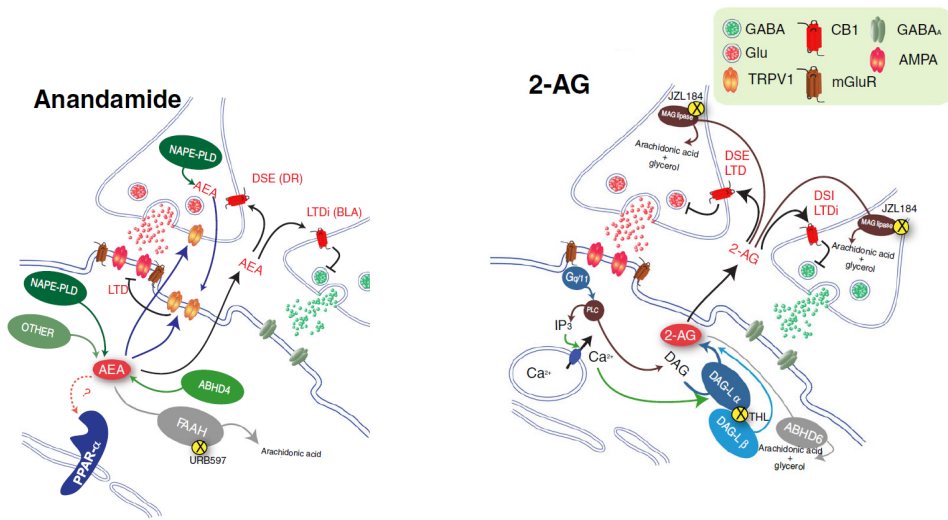 Anandamide
NAPE-PLD
AEA
DSE (DR)
LTDi (BLA)
AEA
LTD
NAPE-PLD
OTHER
AEA
ABHD4
?
FAAH
X
URB597
Arachidonic acid
PPAR-α
2-AG
GABA
CB1
GABAA
Glu
AMPA
TRPV1
mGluR
JZL184
X
MAG lipase
Arachidonic acid
+
glycerol
DSE
LTD
DSI
LTDi
JZL184
MAG lipase
X
Arachidonic acid
+
glycerol
2-AG
Gq/11
PLC
IP3
Ca2+
Ca2+
2-AG
DAG
DAG-L α
X
THL
DAG-L β
ABHD6
Arachidonic acid
+
glycerol